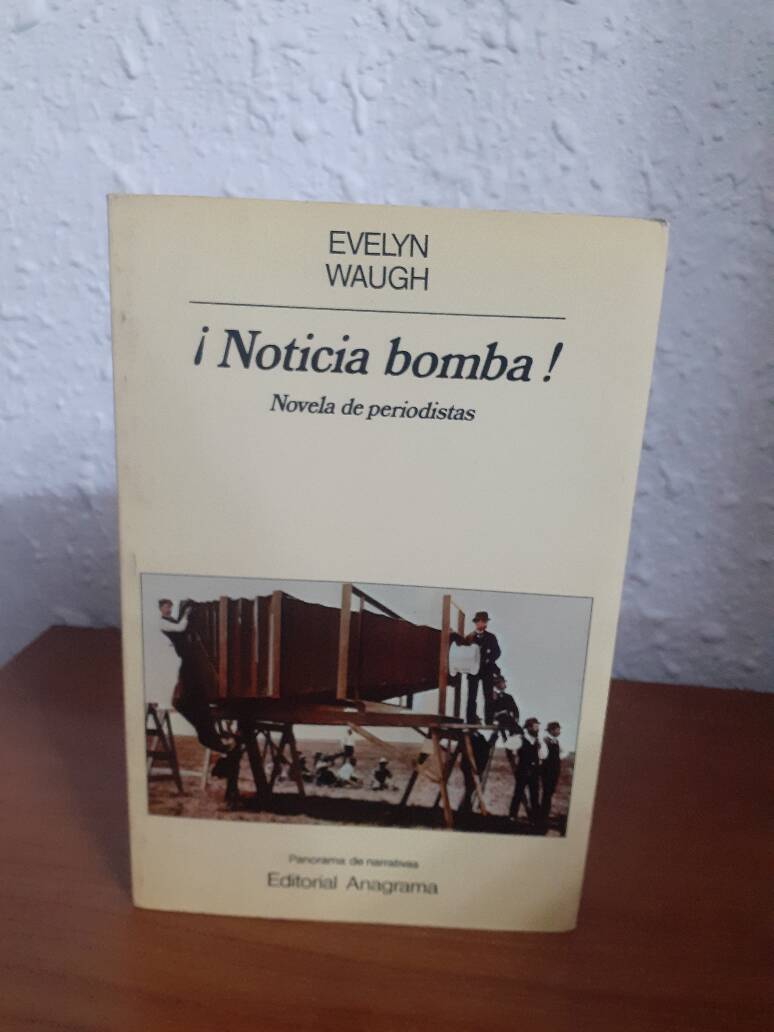 EVELYN
WAUGH
¡Noticia bomba!
Novela de periodistas
Panorama de narrativas
Editorial Anagrama